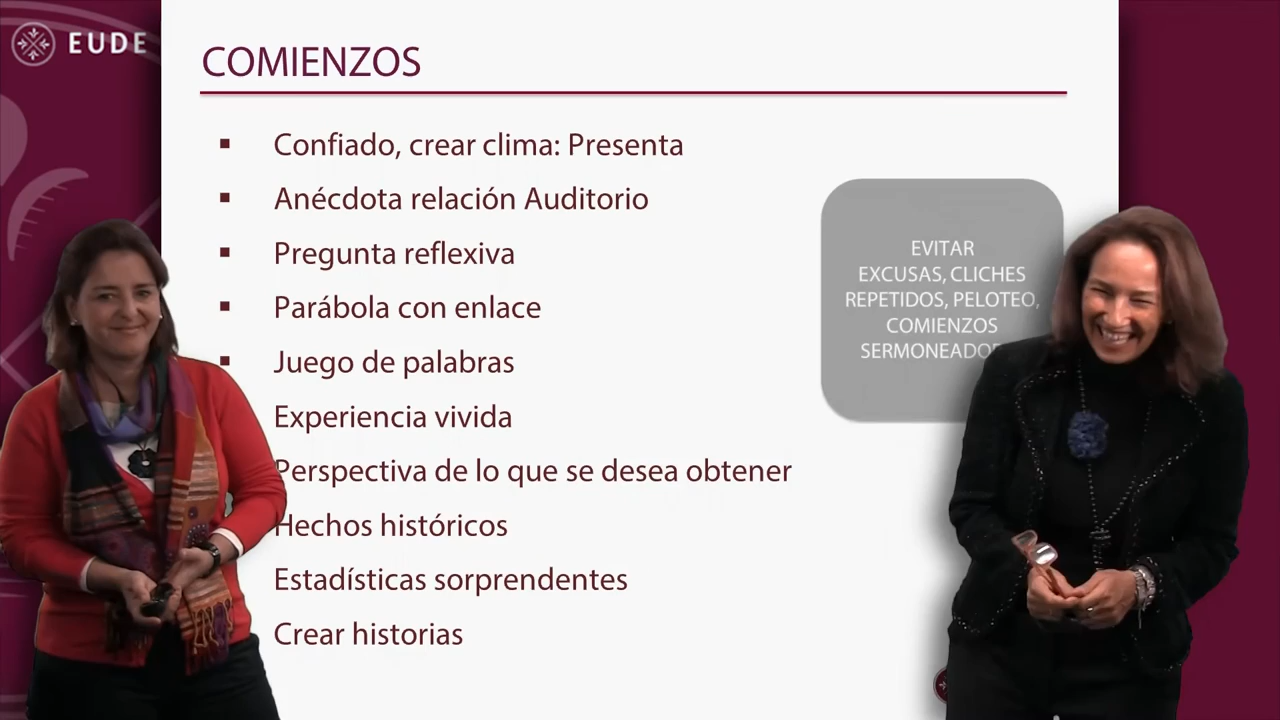 EUDE
COMIENZOS
Confiado, crear clima: Presenta
Anécdota relación Auditorio
Pregunta reflexiva
Parábola con enlace
Juego de palabras
Experiencia vivida
Perspectiva de lo que se desea obtener
Hechos históricos
Estadísticas sorprendentes
Crear historias
EVITAR
EXCUSAS, CLICHES
REPETIDOS, PELOTEO,
COMIENZOS